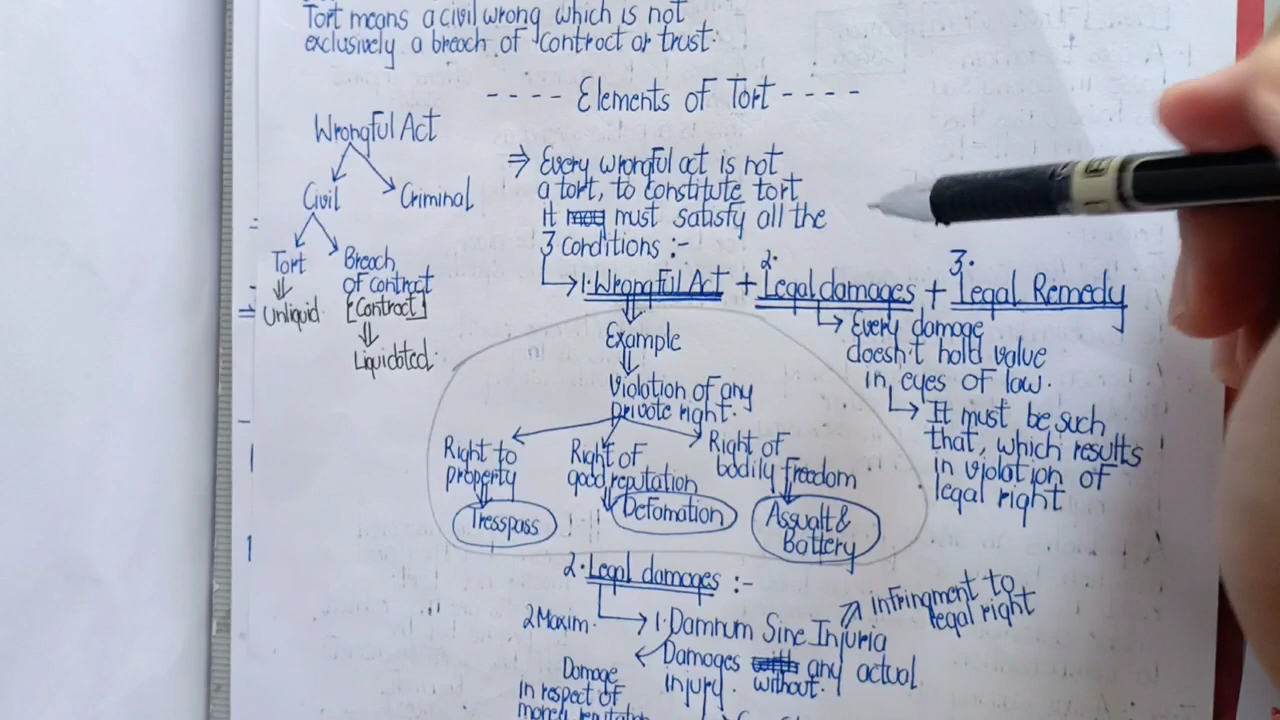 Tort means a civil wrong which is not
exclusively a breach of contract or trust.
---- Elements of Tort ----
Wrongful Act
Civil
Criminal
Tort
Unliquid.
Breach
of contract
[Contract]
Liquidated.
⇒ Every wrongful act is not
a tort, to constitute tort
it must satisfy all the
3 conditions :-
1. Wrongful Act + 2. Legal damages + 3. Legal Remedy
Example
Violation of any
private right.
Right to
property
Tresspass
Right of
good reputation
Defamation
Right of
bodily freedom
Assualt &
Battery
Every damage
doesn't hold value
in eyes of law.
It must be such
that, which results
in violation of
legal right
2. Legal damages :-
2 Maxim.
1. Damnum Sine Injuria
infringment to
legal right
Damages any actual
injury. without.
Damage
in respect of
money reputation